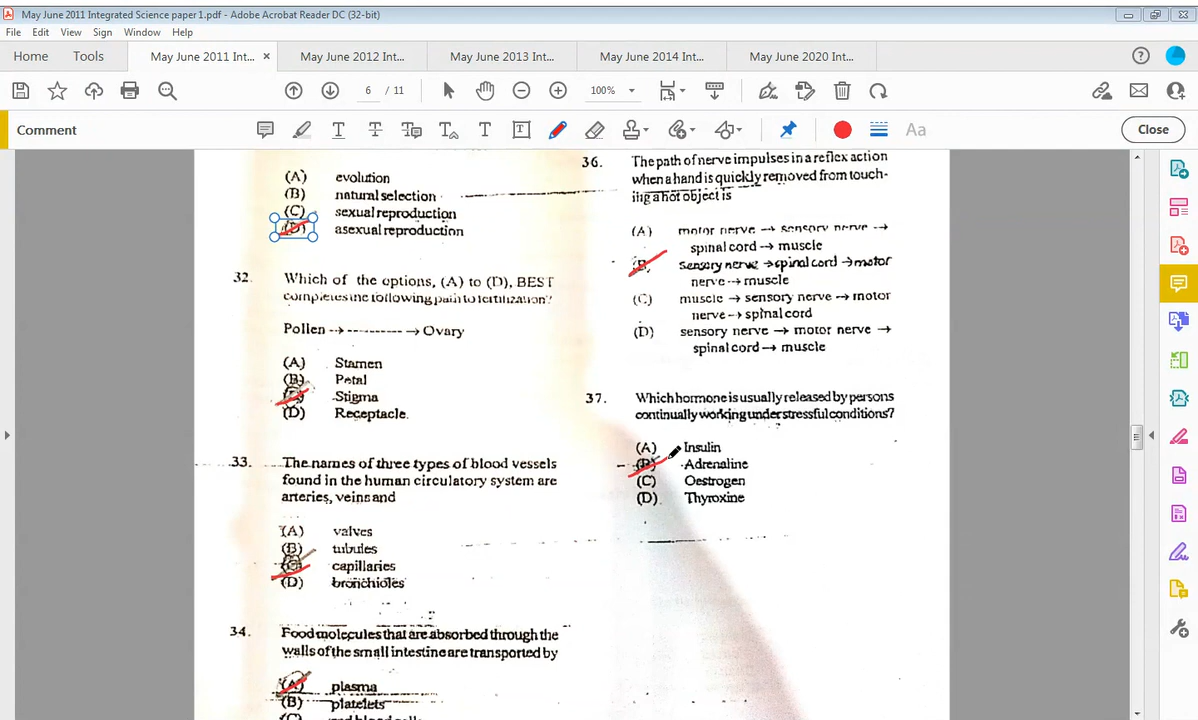 May June 2011 Integrated Science paper 1.pdf - Adobe Acrobat Reader DC (32-bit)
File Edit View Sign Window Help
Home Tools May June 2011 Int... × May June 2012 Int... May June 2013 Int... May June 2014 Int... May June 2020 Int...
6 / 11 100%
Comment Aa Close
(A) evolution
(B) natural selection
(C) sexual reproduction
(D) asexual reproduction
32. Which of the options, (A) to (D), BEST
completes the following path to fertilization?
Pollen → --------- → Ovary
(A) Stamen
(B) Petal
Stigma
(D) Receptacle
33. The names of three types of blood vessels
found in the human circulatory system are
arteries, veins and
(A) valves
(B) tubules
(C) capillaries
(D) bronchioles
34. Food molecules that are absorbed through the
walls of the small intestine are transported by
(A) plasma
(B) platelets
(C) red blood cells
36. The path of nerve impulses in a reflex action
when a hand is quickly removed from touch-
ing a hot object is
(A) motor nerve → sensory nerve →
spinal cord → muscle
(B) sensory nerve → spinal cord → motor
nerve → muscle
(C) muscle → sensory nerve → motor
nerve → spinal cord
(D) sensory nerve → motor nerve →
spinal cord → muscle
37. Which hormone is usually released by persons
continually working under stressful conditions?
(A) Insulin
(B) Adrenaline
(C) Oestrogen
(D) Thyroxine